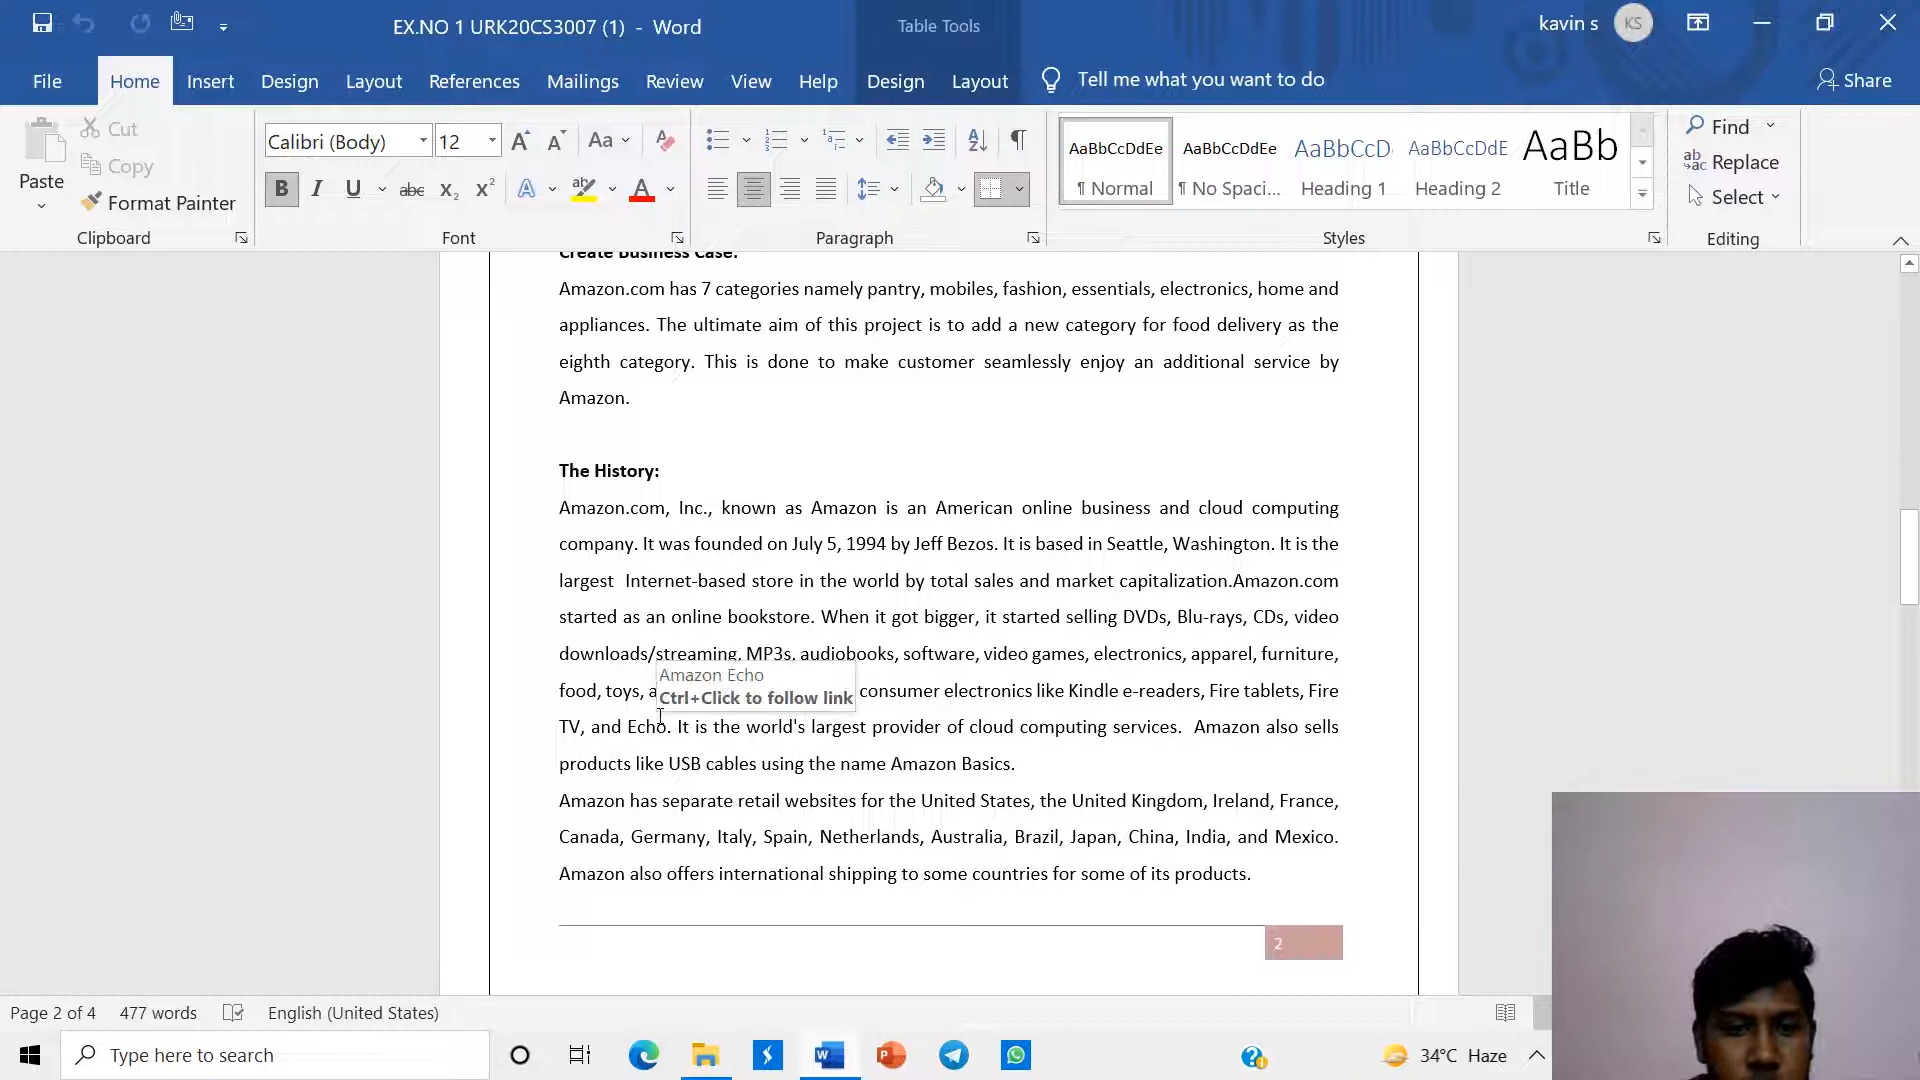 EX.NO 1 URK20CS3007 (1) - Word
Table Tools
kavin s
KS
File
Home
Insert
Design
Layout
References
Mailings
Review
View
Help
Design
Layout
Tell me what you want to do
Share
Paste
Cut
Copy
Format Painter
Clipboard
Calibri (Body)
12
Aa
B I U abc X₂ X² A ab A
Font
Paragraph
AaBbCcDdEe
¶ Normal
AaBbCcDdEe
¶ No Spaci...
AaBbCcD
Heading 1
AaBbCcDdE
Heading 2
AaBb
Title
Styles
Find
Replace
Select
Editing
Create Business Case:
Amazon.com has 7 categories namely pantry, mobiles, fashion, essentials, electronics, home and
appliances. The ultimate aim of this project is to add a new category for food delivery as the
eighth category. This is done to make customer seamlessly enjoy an additional service by
Amazon.
The History:
Amazon.com, Inc., known as Amazon is an American online business and cloud computing
company. It was founded on July 5, 1994 by Jeff Bezos. It is based in Seattle, Washington. It is the
largest  Internet-based store in the world by total sales and market capitalization.Amazon.com
started as an online bookstore. When it got bigger, it started selling DVDs, Blu-rays, CDs, video
downloads/streaming, MP3s, audiobooks, software, video games, electronics, apparel, furniture,
Amazon Echo
Ctrl+Click to follow link
food, toys, consumer electronics like Kindle e-readers, Fire tablets, Fire
TV, and Echo. It is the world's largest provider of cloud computing services.  Amazon also sells
products like USB cables using the name Amazon Basics.
Amazon has separate retail websites for the United States, the United Kingdom, Ireland, France,
Canada, Germany, Italy, Spain, Netherlands, Australia, Brazil, Japan, China, India, and Mexico.
Amazon also offers international shipping to some countries for some of its products.
2
Page 2 of 4
477 words
English (United States)
Type here to search
34°C Haze